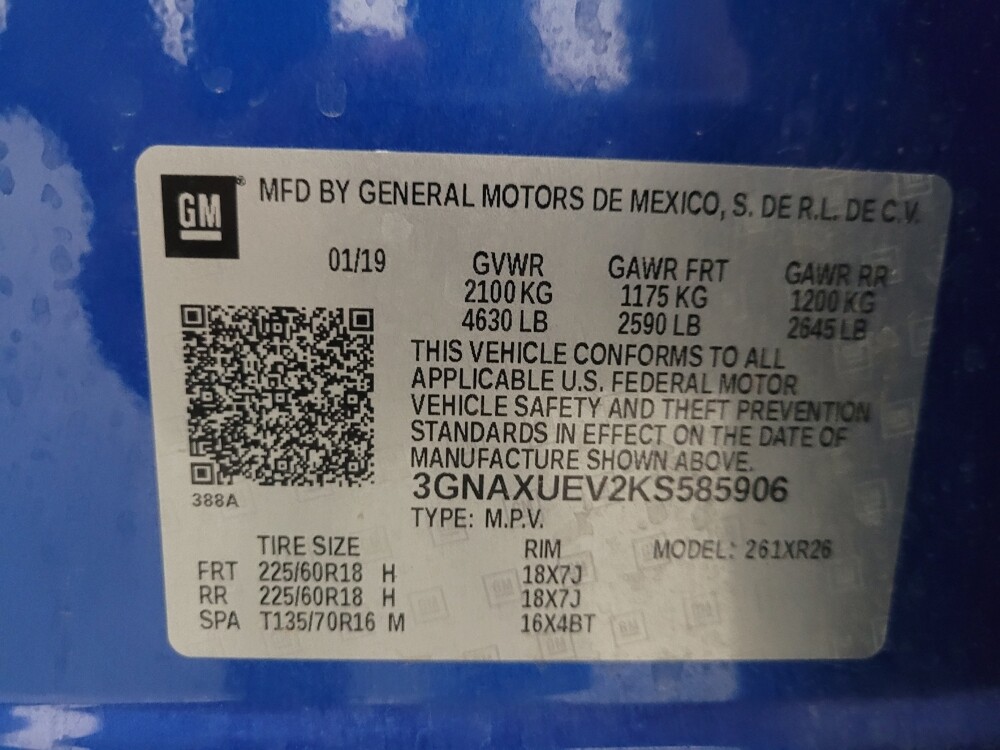 GM® MFD BY GENERAL MOTORS DE MEXICO, S. DE R.L. DE C.V.
01/19 GVWR GAWR FRT GAWR RR
2100 KG 1175 KG 1200 KG
4630 LB 2590 LB 2645 LB
THIS VEHICLE CONFORMS TO ALL
APPLICABLE U.S. FEDERAL MOTOR
VEHICLE SAFETY AND THEFT PREVENTION
STANDARDS IN EFFECT ON THE DATE OF
MANUFACTURE SHOWN ABOVE.
388A 3GNAXUEV2KS585906
TYPE: M.P.V.
TIRE SIZE RIM MODEL: 261XR26
FRT 225/60R18 H 18X7J
RR 225/60R18 H 18X7J
SPA T135/70R16 M 16X4BT